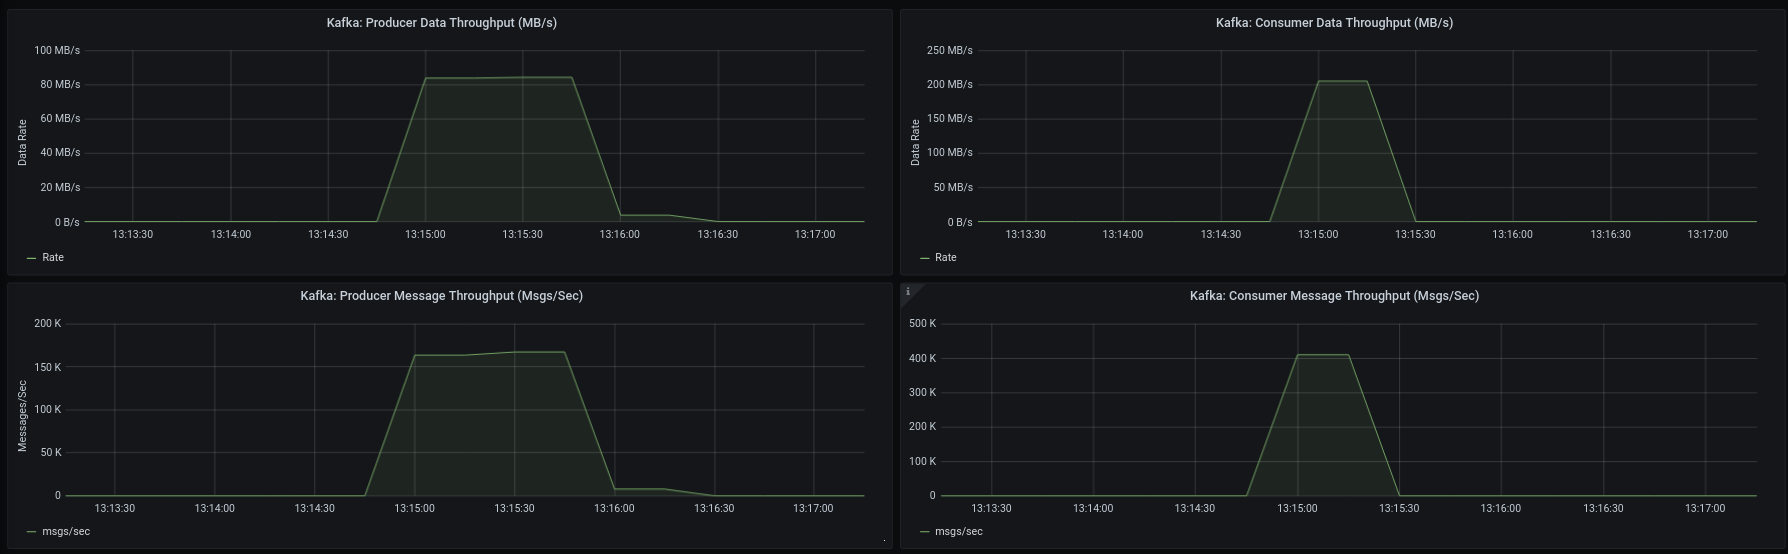 Kafka: Producer Data Throughput (MB/s)
100 MB/s
80 MB/s
60 MB/s
40 MB/s
20 MB/s
0 B/s
Data Rate
13:13:30 13:14:00 13:14:30 13:15:00 13:15:30 13:16:00 13:16:30 13:17:00
Rate
Kafka: Consumer Data Throughput (MB/s)
250 MB/s
200 MB/s
150 MB/s
100 MB/s
50 MB/s
0 B/s
Data Rate
13:13:30 13:14:00 13:14:30 13:15:00 13:15:30 13:16:00 13:16:30 13:17:00
Rate
Kafka: Producer Message Throughput (Msgs/Sec)
200 K
150 K
100 K
50 K
0
Messages/Sec
13:13:30 13:14:00 13:14:30 13:15:00 13:15:30 13:16:00 13:16:30 13:17:00
msgs/sec
i
Kafka: Consumer Message Throughput (Msgs/Sec)
500 K
400 K
300 K
200 K
100 K
0
13:13:30 13:14:00 13:14:30 13:15:00 13:15:30 13:16:00 13:16:30 13:17:00
msgs/sec